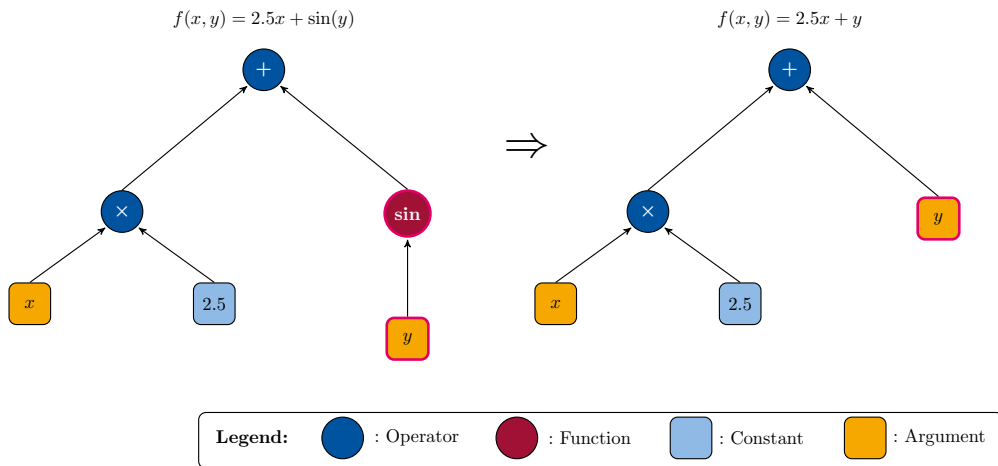 f(x, y) = 2.5x + sin(y)
f(x, y) = 2.5x + y
+
+
⇒
×
sin
×
y
x
2.5
x
2.5
y
Legend: : Operator : Function : Constant : Argument